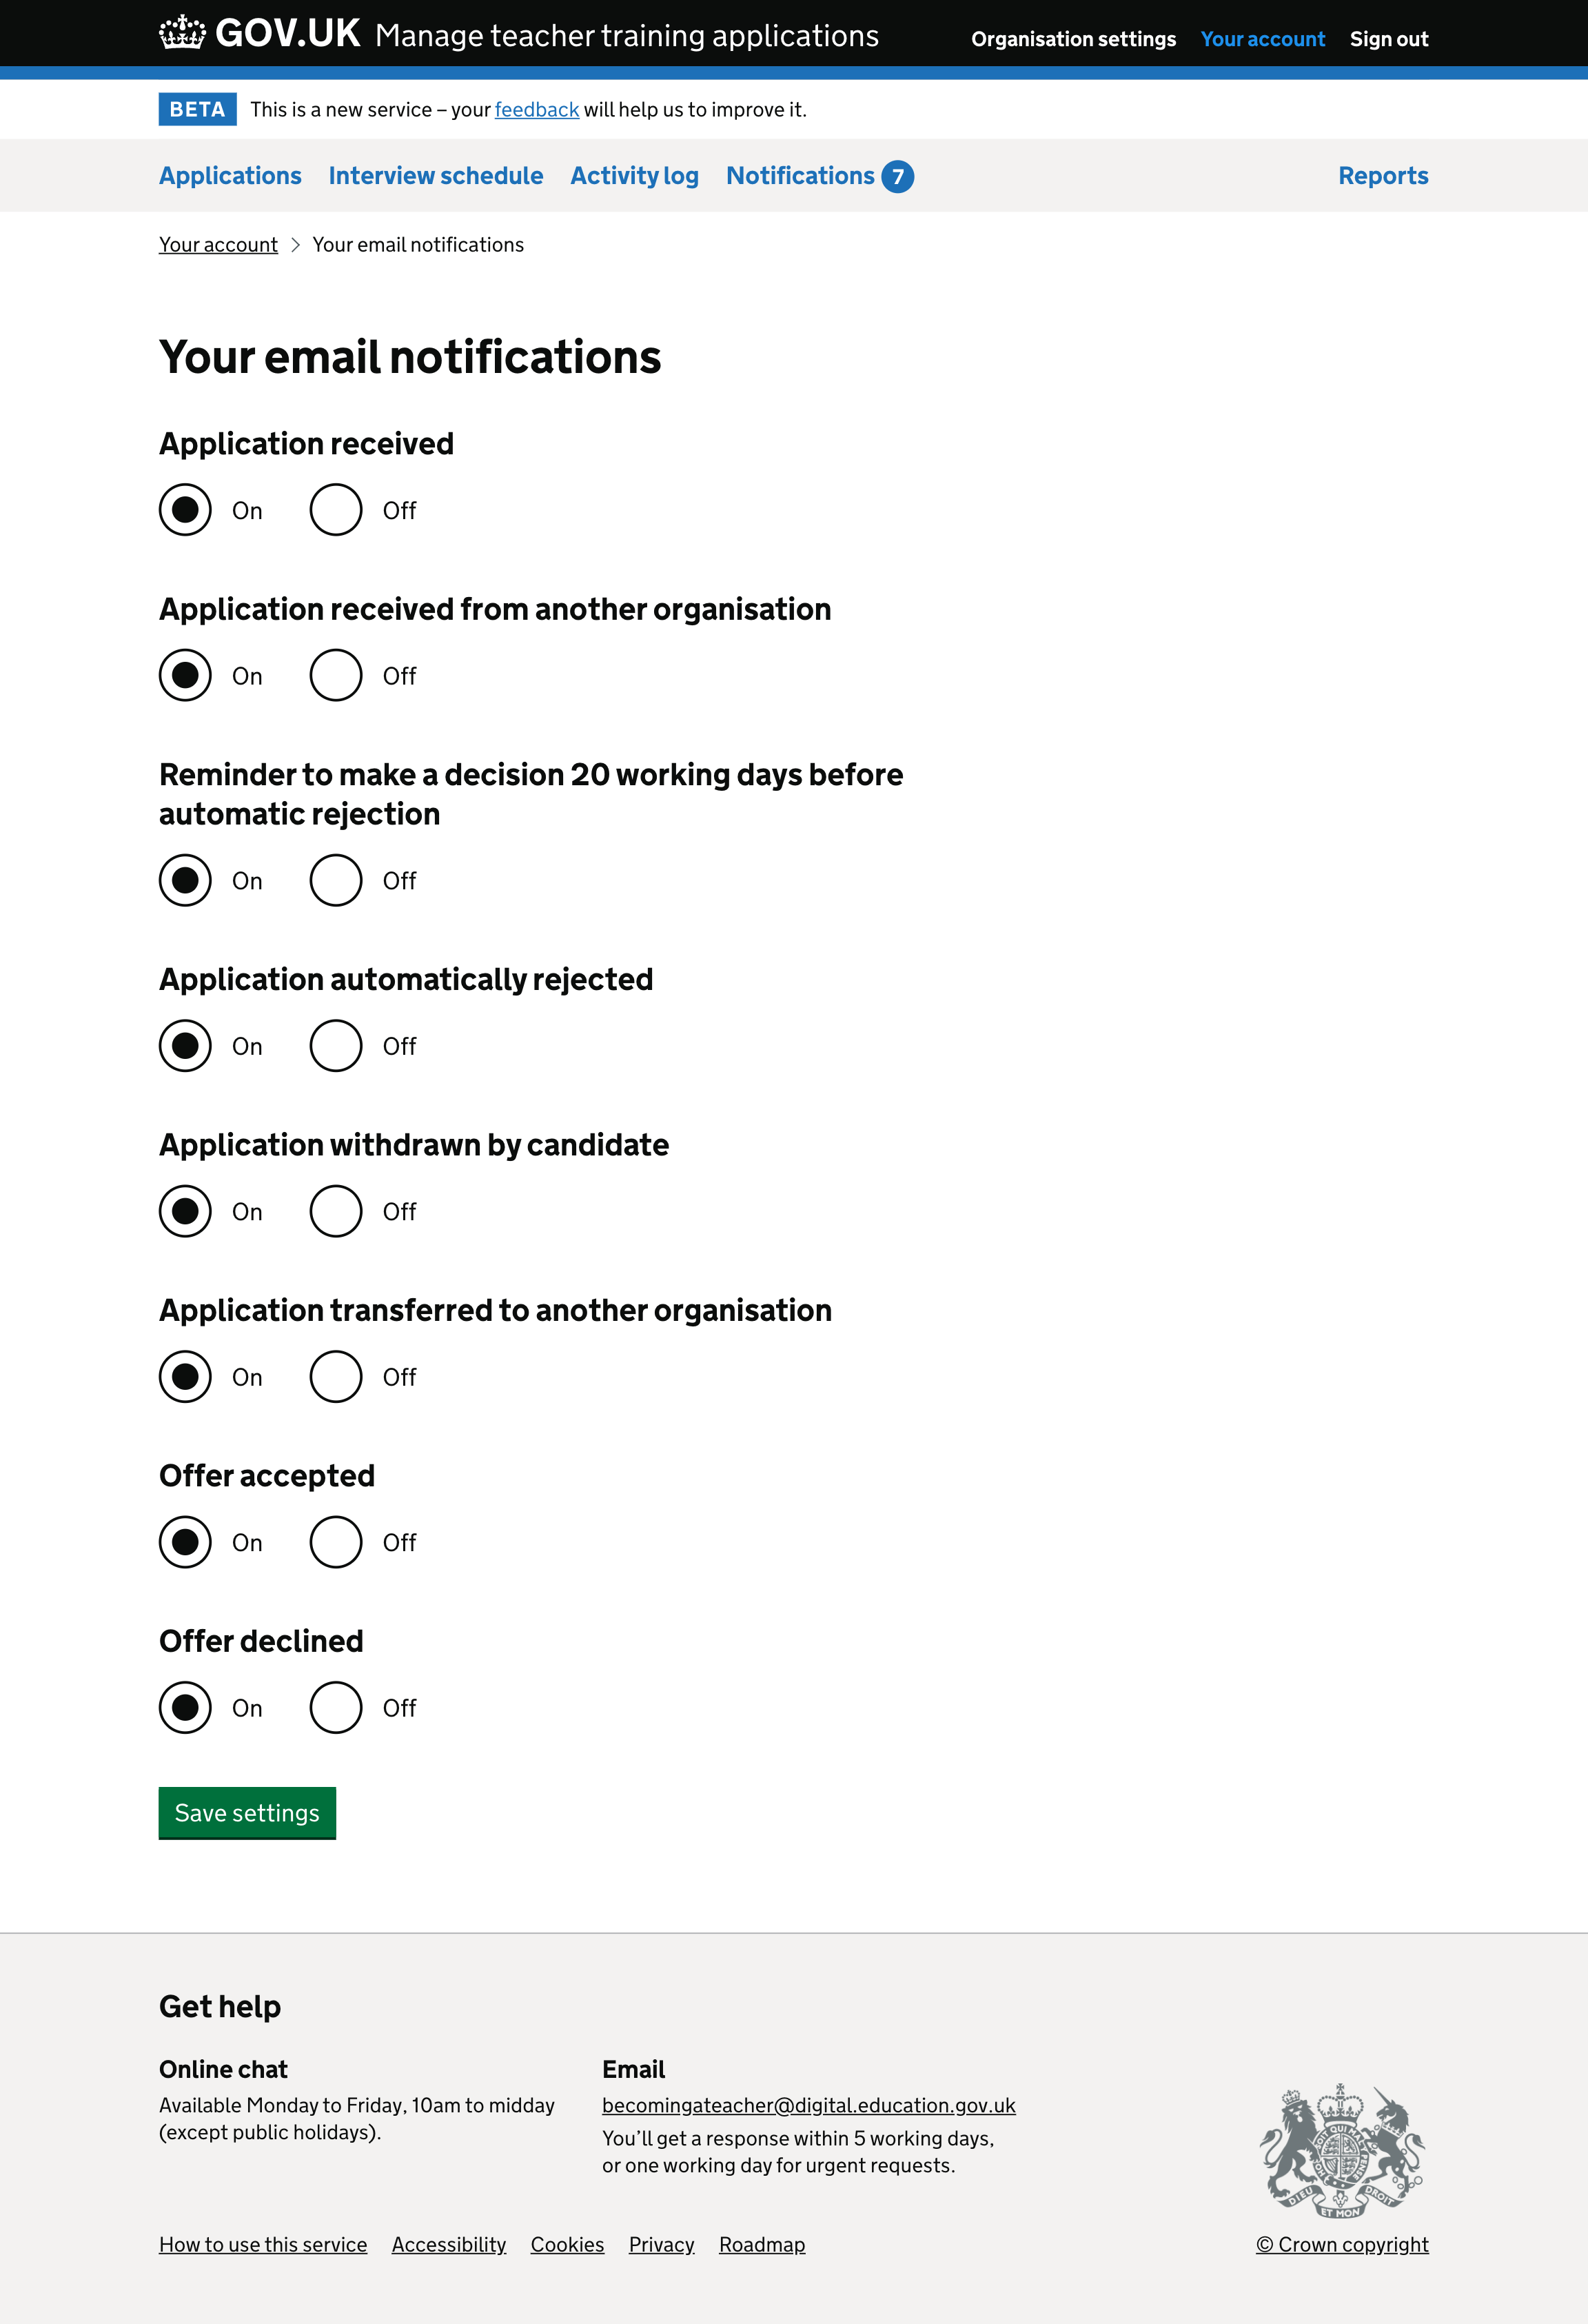 GOV.UK Manage teacher training applications
Organisation settings Your account Sign out
BETA This is a new service – your feedback will help us to improve it.
Applications Interview schedule Activity log Notifications 7 Reports
Your account > Your email notifications
Your email notifications
Application received
On Off
Application received from another organisation
On Off
Reminder to make a decision 20 working days before
automatic rejection
On Off
Application automatically rejected
On Off
Application withdrawn by candidate
On Off
Application transferred to another organisation
On Off
Offer accepted
On Off
Offer declined
On Off
Save settings
Get help
Online chat
Available Monday to Friday, 10am to midday
(except public holidays).
Email
becomingateacher@digital.education.gov.uk
You’ll get a response within 5 working days,
or one working day for urgent requests.
DIEU ET MON DROIT
How to use this service Accessibility Cookies Privacy Roadmap
© Crown copyright